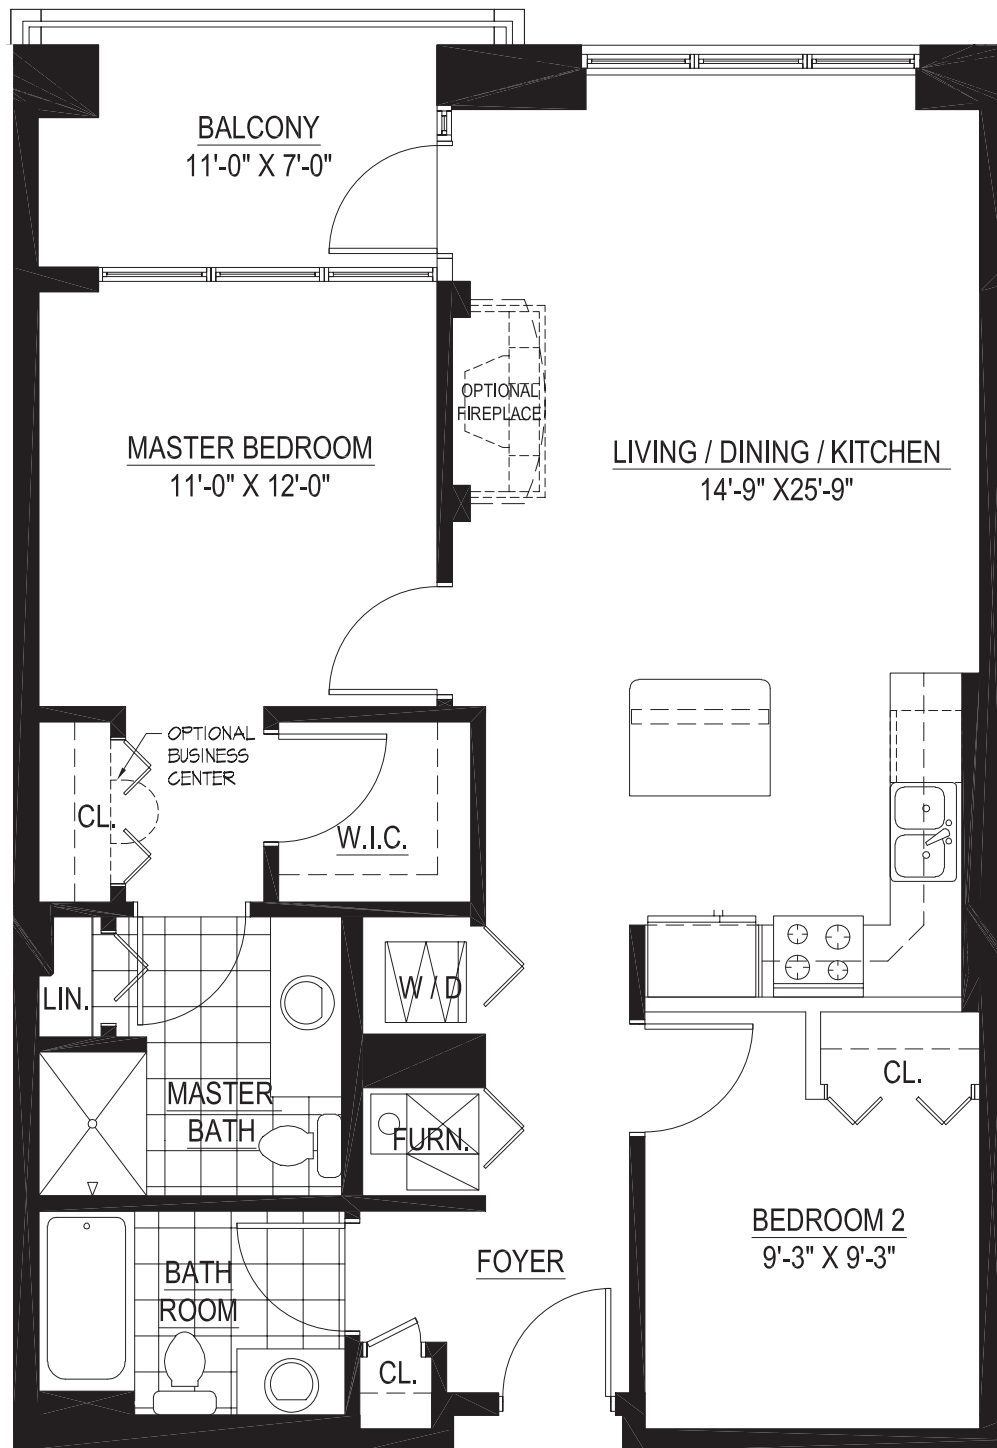 BALCONY
11'-0" X 7'-0"
OPTIONAL
FIREPLACE
MASTER BEDROOM
11'-0" X 12'-0"
LIVING / DINING / KITCHEN
14'-9" X25'-9"
OPTIONAL
BUSINESS
CENTER
CL.
W.I.C.
LIN.
W / D
MASTER
BATH
FURN.
CL.
BEDROOM 2
9'-3" X 9'-3"
FOYER
BATH
ROOM
CL.